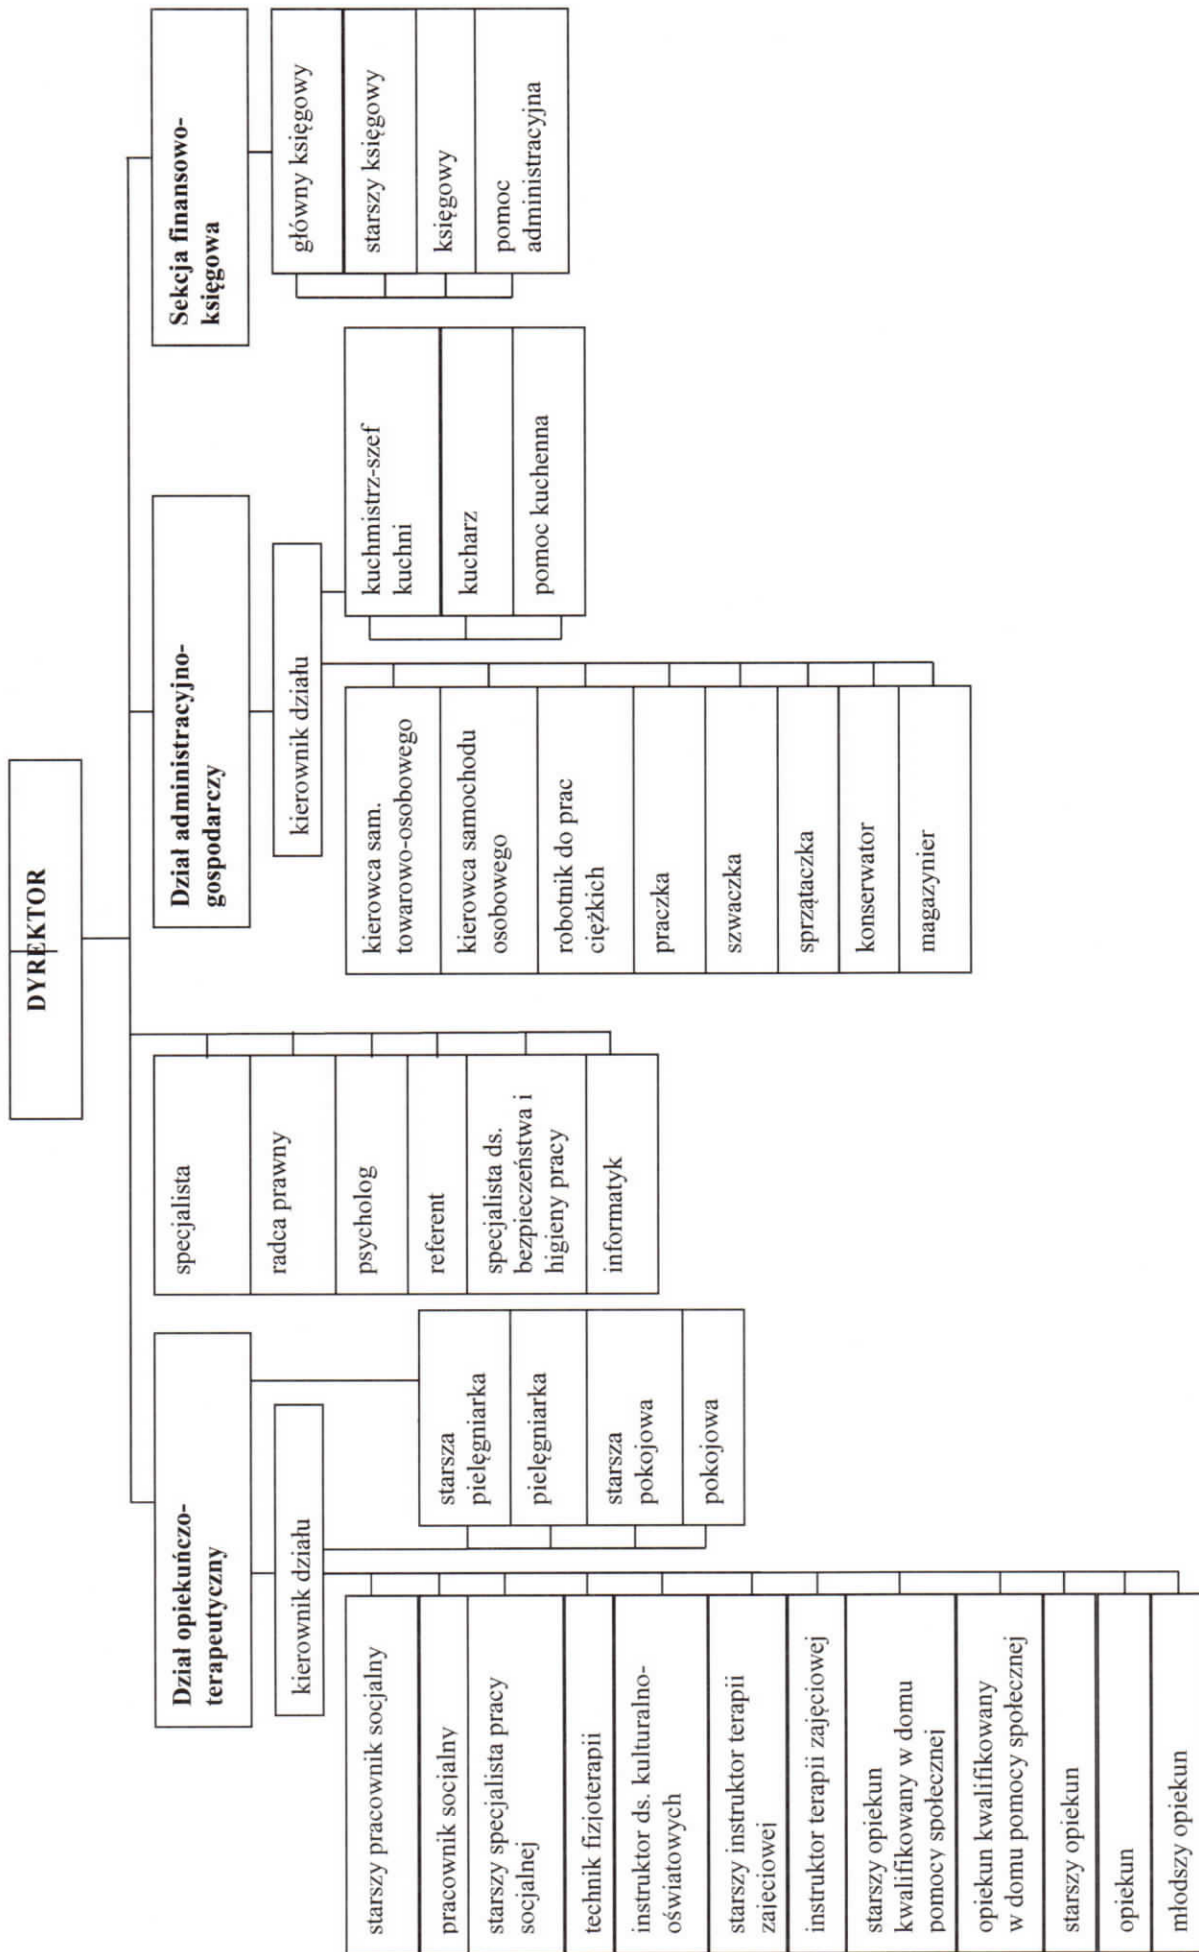 DYREKTOR
Dział opiekuńczo-
terapeutyczny
kierownik działu
starszy pracownik socjalny
pracownik socjalny
starszy specjalista pracy
socjalnej
technik fizjoterapii
instruktor ds. kulturalno-
oświatowych
starszy instruktor terapii
zajęciowej
instruktor terapii zajęciowej
starszy opiekun
kwalifikowany w domu
pomocy społecznej
opiekun kwalifikowany
w domu pomocy społecznej
starszy opiekun
opiekun
młodszy opiekun
starsza
pielęgniarka
pielęgniarka
starsza
pokojowa
pokojowa
specjalista
radca prawny
psycholog
referent
specjalista ds.
bezpieczeństwa i
higieny pracy
informatyk
Dział administracyjno-
gospodarczy
kierownik działu
kierowca sam.
towarowo-osobowego
kierowca samochodu
osobowego
robotnik do prac
ciężkich
praczka
szwaczka
sprzątaczka
konserwator
magazynier
kuchmistrz-szef
kuchni
kucharz
pomoc kuchenna
Sekcja finansowo-
księgowa
główny księgowy
starszy księgowy
księgowy
pomoc
administracyjna